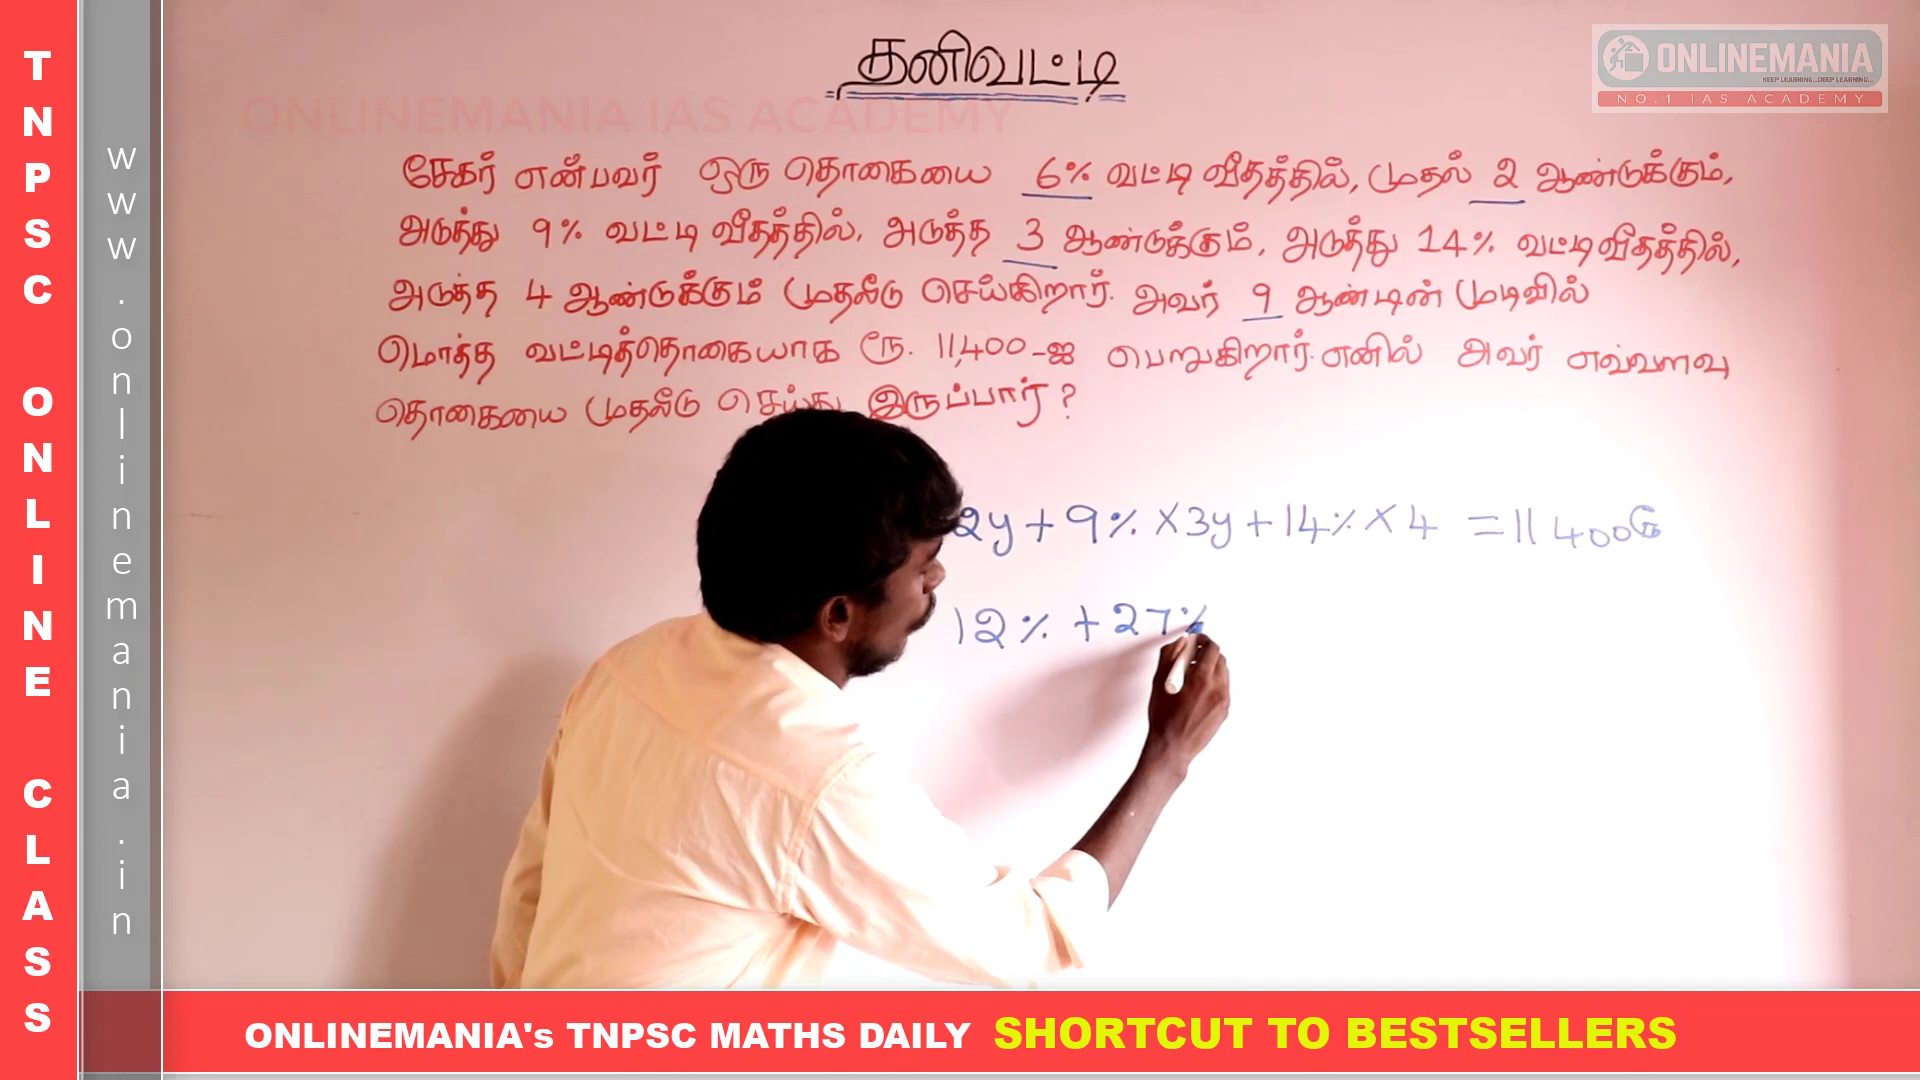 தனிவட்டி
ONLINEMANIA
KEEP LEARNING...DEEP LEARNING...
NO.1 IAS ACADEMY
ONLINEMANIA IAS ACADEMY
சேகர் என்பவர் ஒரு தொகையை 6% வட்டி வீதத்தில், முதல் 2 ஆண்டுக்கும்,
அடுத்து 9% வட்டி வீதத்தில், அடுத்த 3 ஆண்டுக்கும், அடுத்து 14% வட்டிவீதத்தில்,
அடுத்த 4 ஆண்டுக்கும் முதலீடு செய்கிறார். அவர் 9 ஆண்டின் முடிவில்
மொத்த வட்டித்தொகையாக ரூ. 11,400-ஐ பெறுகிறார். எனில் அவர் எவ்வளவு
தொகையை முதலீடு செய்து இருப்பார்?
2y + 9% × 3y + 14% × 4 = 11400
12% + 27%
TNPSC ONLINE CLASS
www.onlinemania.in
ONLINEMANIA's TNPSC MATHS DAILY SHORTCUT TO BESTSELLERS